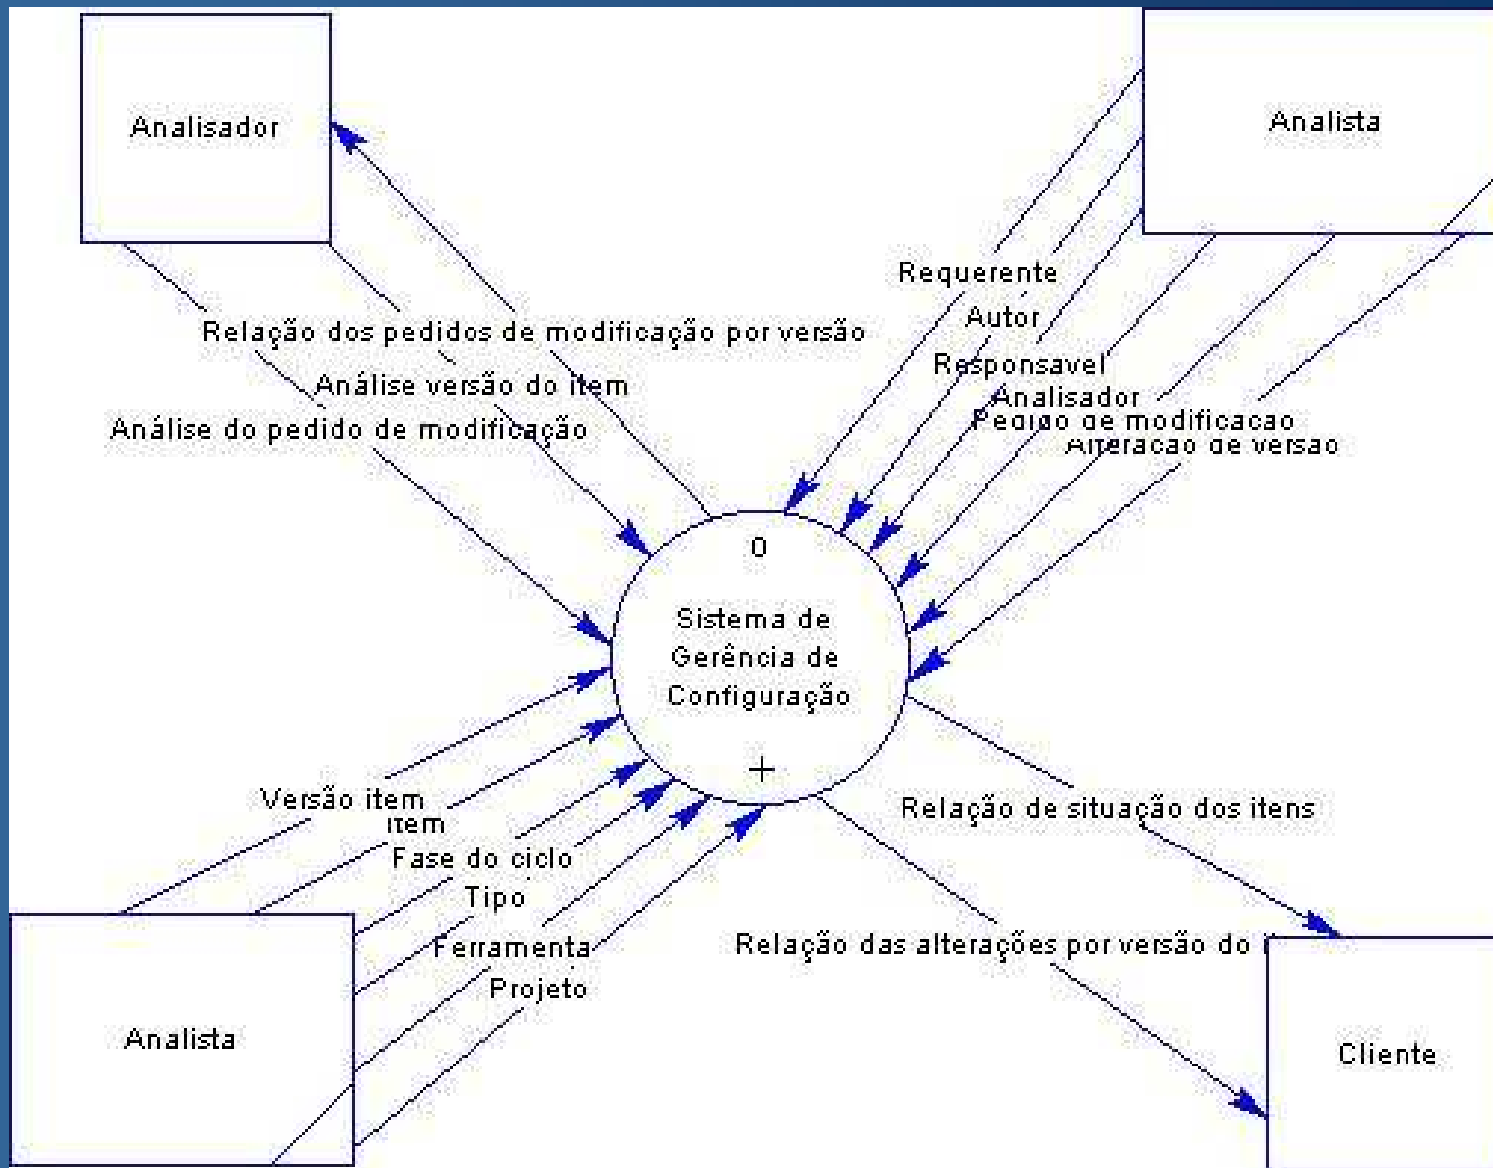 Analisador
Analista
Requerente
Autor
Relação dos pedidos de modificação por versão
Responsavel
Análise versão do item
Analisador
Pedido de modificacao
Análise do pedido de modificação
Alteracao de versao
0
Sistema de
Gerência de
Configuração
+
Versão item
item
Relação de situação dos itens
Fase do ciclo
Tipo
Ferramenta
Relação das alterações por versão do
Projeto
Analista
Cliente